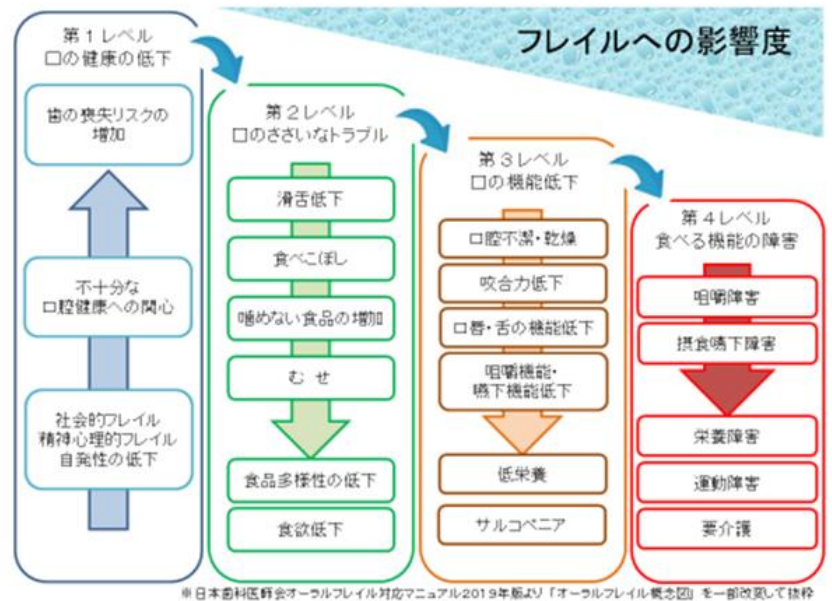 フレイルへの影響度
第１レベル
口の健康の低下
歯の喪失リスクの
増加
不十分な
口腔健康への関心
社会的フレイル
精神心理的フレイル
自発性の低下
第２レベル
口のささいなトラブル
滑舌低下
食べこぼし
噛めない食品の増加
むせ
食品多様性の低下
食欲低下
第３レベル
口の機能低下
口腔不潔・乾燥
咬合力低下
口唇・舌の機能低下
咀嚼機能・
嚥下機能低下
低栄養
サルコペニア
第４レベル
食べる機能の障害
咀嚼障害
摂食嚥下障害
栄養障害
運動障害
要介護
※日本歯科医師会オーラルフレイル対応マニュアル2019年版より「オーラルフレイル概念図」を一部改変して抜粋